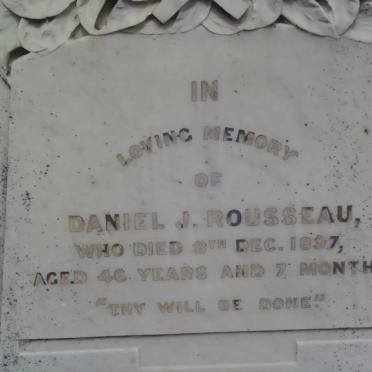 IN
LOVING MEMORY
OF
DANIEL J. ROUSSEAU,
WHO DIED 8TH DEC. 1897,
AGED 46 YEARS AND 7 MONTH
"THY WILL BE DONE."